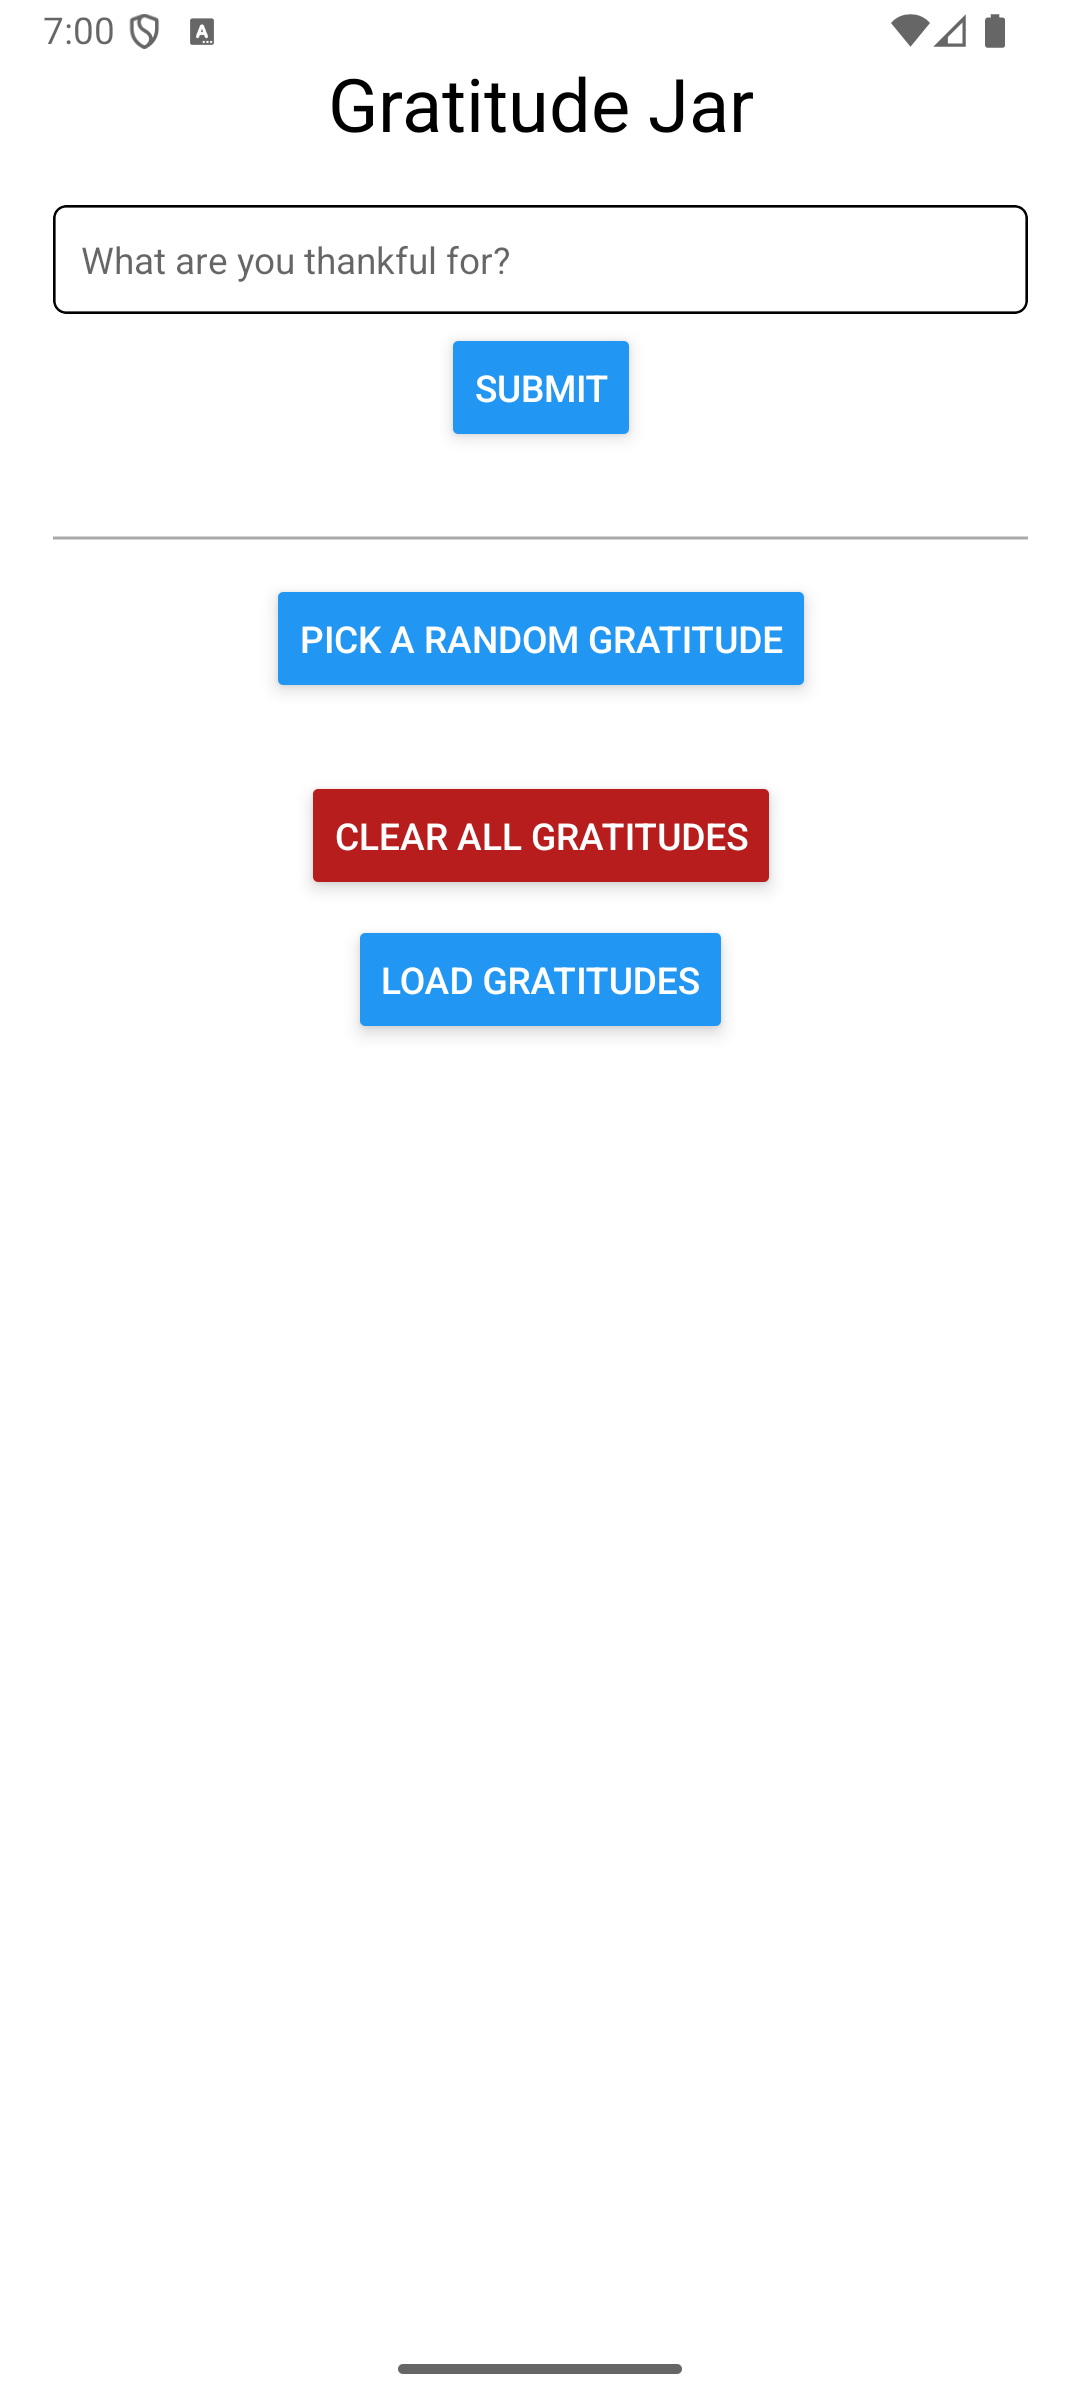 7:00
Gratitude Jar
What are you thankful for?
SUBMIT
PICK A RANDOM GRATITUDE
CLEAR ALL GRATITUDES
LOAD GRATITUDES